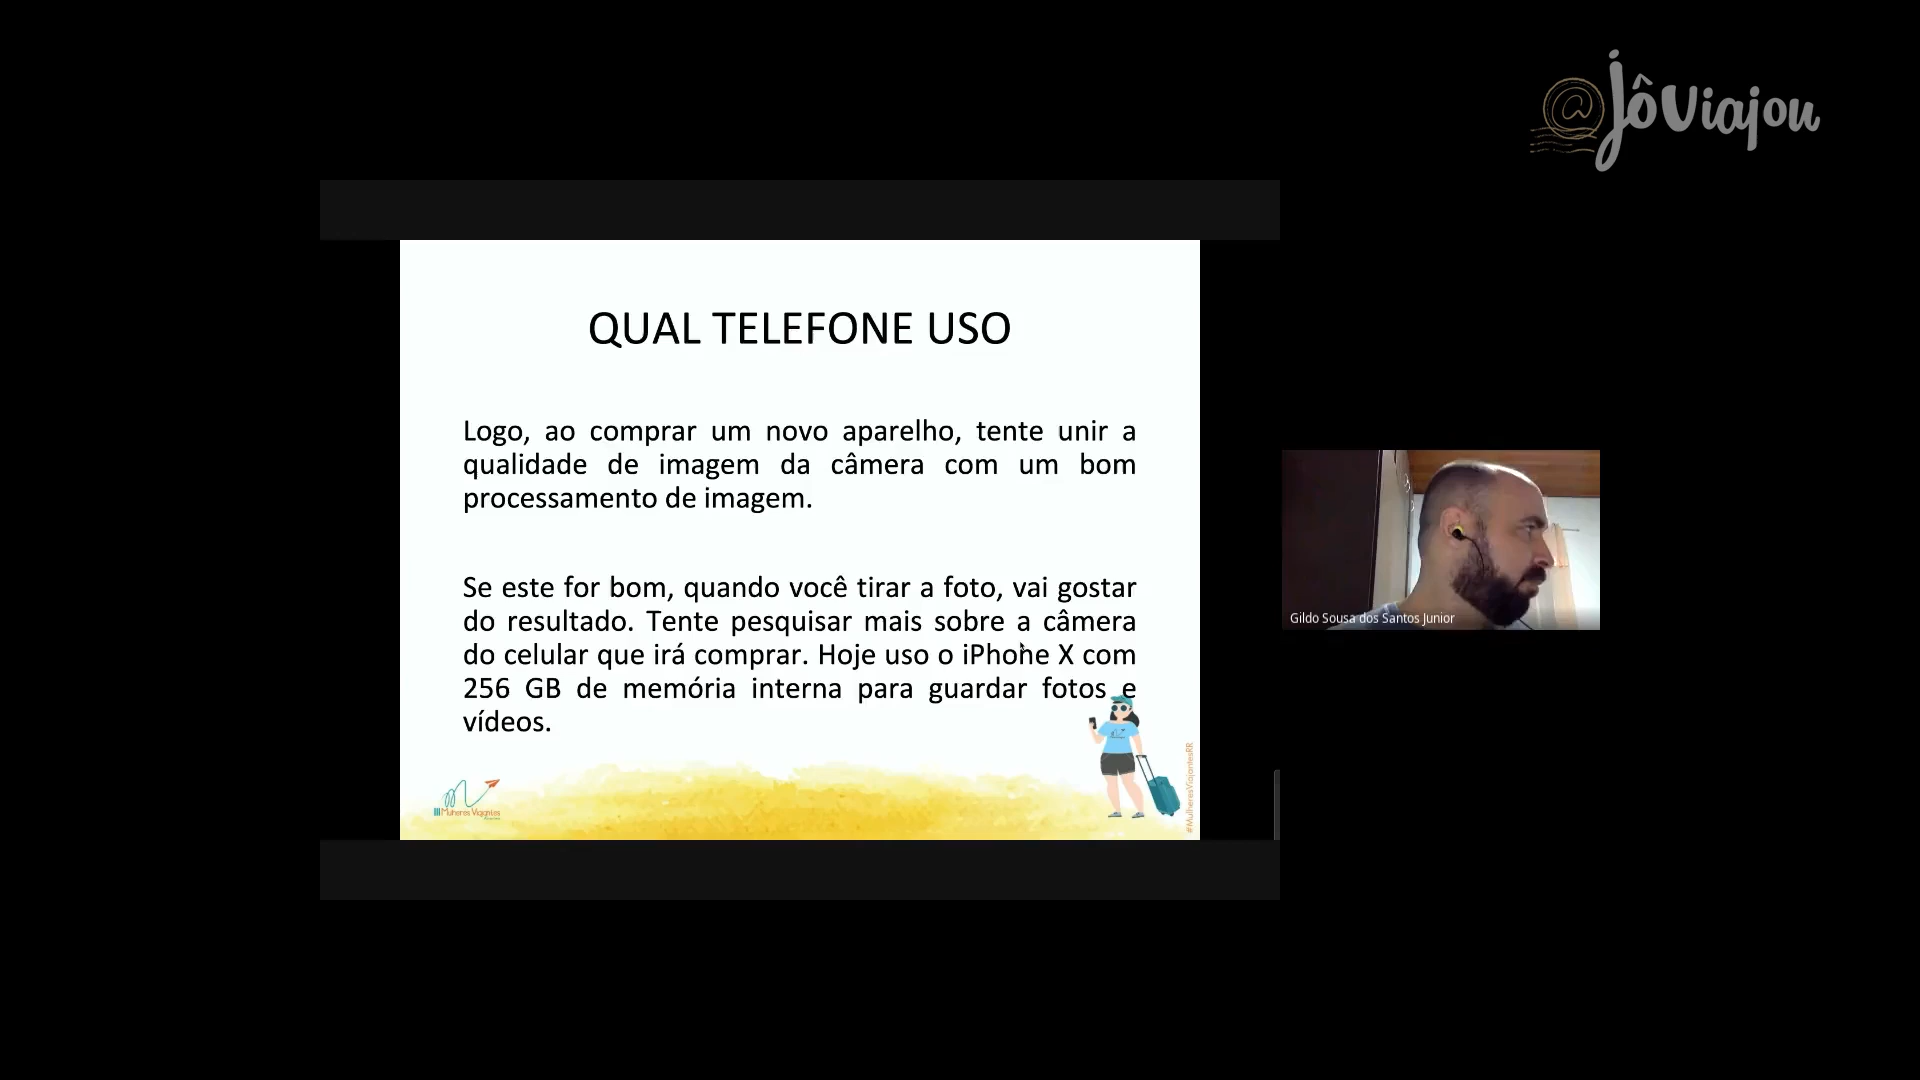 @jôviajou
QUAL TELEFONE USO
Logo, ao comprar um novo aparelho, tente unir a
qualidade de imagem da câmera com um bom
processamento de imagem.
Se este for bom, quando você tirar a foto, vai gostar
do resultado. Tente pesquisar mais sobre a câmera
do celular que irá comprar. Hoje uso o iPhone X com
256 GB de memória interna para guardar fotos e
vídeos.
Gildo Sousa dos Santos Junior
Mulheres Viajantes
#MulheresViajantesRR